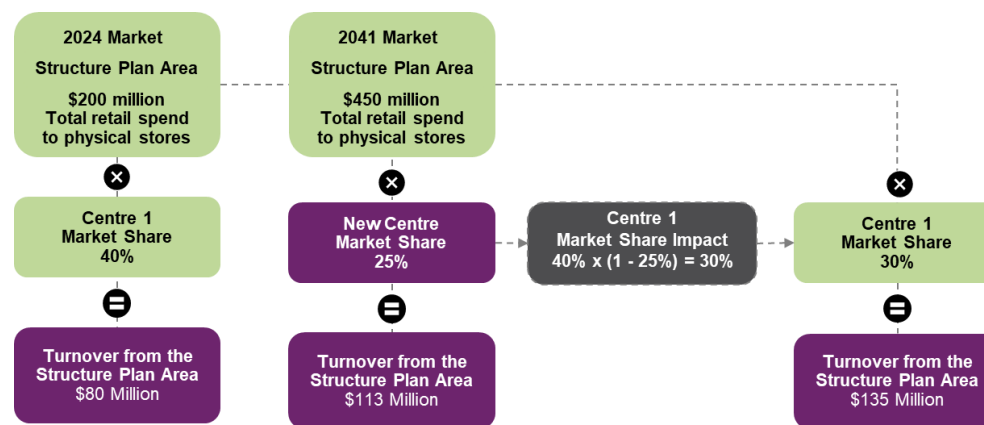 2024 Market
Structure Plan Area
$200 million
Total retail spend
to physical stores
Centre 1
Market Share
40%
Turnover from the
Structure Plan Area
$80 Million
2041 Market
Structure Plan Area
$450 million
Total retail spend
to physical stores
New Centre
Market Share
25%
Turnover from the
Structure Plan Area
$113 Million
Centre 1
Market Share Impact
40% x (1 - 25%) = 30%
Centre 1
Market Share
30%
Turnover from the
Structure Plan Area
$135 Million